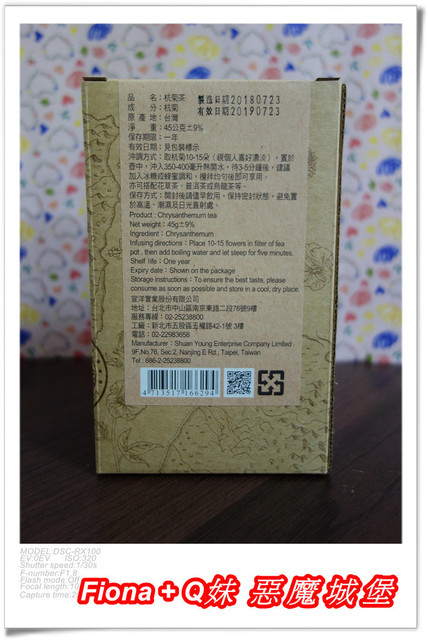 品　名：杭菊茶
製造日期20180723
成　分：杭菊
有效日期20190723
原產地：台灣
淨　重：45公克±9%
保存年限：一年
有效日期：見包裝標示
沖調方式：取杭菊10-15朵（視個人喜好濃淡），置於
壺中，沖入350-400毫升熱開水，待3-5分鐘後，建議
加入冰糖或蜂蜜調和，攪拌均勻後即可享用。
亦可搭配花草茶、普洱茶或烏龍茶等。
保存方式：開封後請儘早飲用，保持密封狀態，避免置
於高溫、潮濕及日光直射處。
Product : Chrysanthemum tea
Net weight : 45g±9%
Ingredient : Chrysanthemum
Infusing directions : Place 10-15 flowers in filter of tea
pot , then add boiling water and let steep for five minutes.
Shelf life : One year
Expiry date : Shown on the package
Storage instructions : To ensure the best taste, please
consume as soon as possible and store in a cool, dry place.
宣洋實業股份有限公司
地址：台北市中山區南京東路二段76號9樓
服務專線：02-25238800
工廠：新北市五股區五權路42-1號3樓
電話：02-22983658
Manufacturer : Shuan Young Enterprise Company Limited
9F,No.76, Sec.2, Nanjing E Rd., Taipei, Taiwan
Tel : 886-2-25238800
4 713517 166294
MODEL:DSC-RX100
EV:0EV ISO:320
Shutter speed:1/30s
F-number:F1.8
Flash mode:Off
Focal length:10
Capture time:2
Fiona + Q妹 惡魔城堡